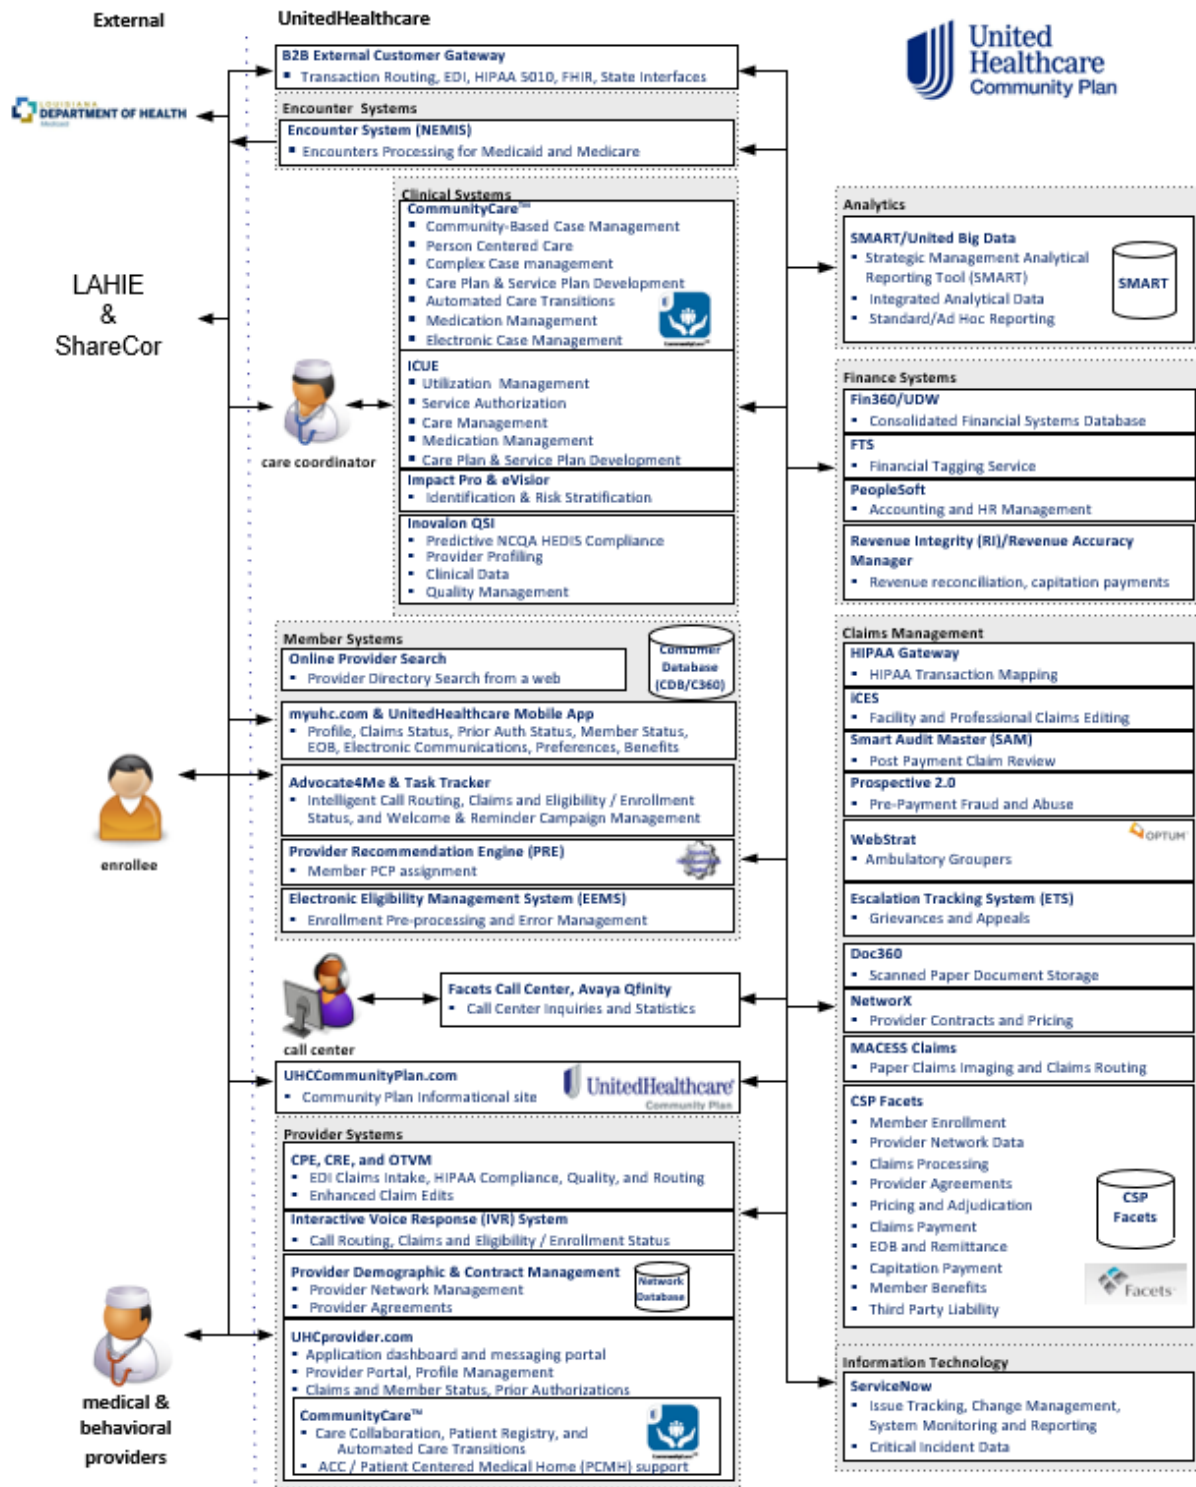 External
UnitedHealthcare
United
Healthcare
Community Plan
B2B External Customer Gateway
▪ Transaction Routing, EDI, HIPAA 5010, FHIR, State Interfaces
LOUISIANA
DEPARTMENT OF HEALTH
Medicaid
Encounter Systems
Encounter System (NEMIS)
▪ Encounters Processing for Medicaid and Medicare
LAHIE
&
ShareCor
Clinical Systems
CommunityCare™
▪ Community-Based Case Management
▪ Person Centered Care
▪ Complex Case management
▪ Care Plan & Service Plan Development
▪ Automated Care Transitions
▪ Medication Management
▪ Electronic Case Management
CommunityCare™
ICUE
▪ Utilization Management
▪ Service Authorization
▪ Care Management
▪ Medication Management
▪ Care Plan & Service Plan Development
care coordinator
Impact Pro & eVisior
▪ Identification & Risk Stratification
Inovalon QSI
▪ Predictive NCQA HEDIS Compliance
▪ Provider Profiling
▪ Clinical Data
▪ Quality Management
Member Systems
Online Provider Search
▪ Provider Directory Search from a web
Consumer
Database
(CDB/C360)
myuhc.com & UnitedHealthcare Mobile App
▪ Profile, Claims Status, Prior Auth Status, Member Status,
EOB, Electronic Communications, Preferences, Benefits
Advocate4Me & Task Tracker
▪ Intelligent Call Routing, Claims and Eligibility / Enrollment
Status, and Welcome & Reminder Campaign Management
enrollee
Provider Recommendation Engine (PRE)
▪ Member PCP assignment
Electronic Eligibility Management System (EEMS)
▪ Enrollment Pre-processing and Error Management
call center
Facets Call Center, Avaya Qfinity
▪ Call Center Inquiries and Statistics
UHCCommunityPlan.com
▪ Community Plan Informational site
UnitedHealthcare
Community Plan
Provider Systems
CPE, CRE, and OTVM
▪ EDI Claims Intake, HIPAA Compliance, Quality, and Routing
▪ Enhanced Claim Edits
Interactive Voice Response (IVR) System
▪ Call Routing, Claims and Eligibility / Enrollment Status
Provider Demographic & Contract Management
▪ Provider Network Management
▪ Provider Agreements
Network
Database
UHCprovider.com
▪ Application dashboard and messaging portal
▪ Provider Portal, Profile Management
▪ Claims and Member Status, Prior Authorizations
CommunityCare™
▪ Care Collaboration, Patient Registry, and
Automated Care Transitions
▪ ACC / Patient Centered Medical Home (PCMH) support
CommunityCare™
medical &
behavioral
providers
Analytics
SMART/United Big Data
▪ Strategic Management Analytical
Reporting Tool (SMART)
▪ Integrated Analytical Data
▪ Standard/Ad Hoc Reporting
SMART
Finance Systems
Fin360/UDW
▪ Consolidated Financial Systems Database
FTS
▪ Financial Tagging Service
PeopleSoft
▪ Accounting and HR Management
Revenue Integrity (RI)/Revenue Accuracy
Manager
▪ Revenue reconciliation, capitation payments
Claims Management
HIPAA Gateway
▪ HIPAA Transaction Mapping
iCES
▪ Facility and Professional Claims Editing
Smart Audit Master (SAM)
▪ Post Payment Claim Review
Prospective 2.0
▪ Pre-Payment Fraud and Abuse
WebStrat
▪ Ambulatory Groupers
OPTUM™
Escalation Tracking System (ETS)
▪ Grievances and Appeals
Doc360
▪ Scanned Paper Document Storage
NetworX
▪ Provider Contracts and Pricing
MACESS Claims
▪ Paper Claims Imaging and Claims Routing
CSP Facets
▪ Member Enrollment
▪ Provider Network Data
▪ Claims Processing
▪ Provider Agreements
▪ Pricing and Adjudication
▪ Claims Payment
▪ EOB and Remittance
▪ Capitation Payment
▪ Member Benefits
▪ Third Party Liability
CSP
Facets
Facets
Information Technology
ServiceNow
▪ Issue Tracking, Change Management,
System Monitoring and Reporting
▪ Critical Incident Data